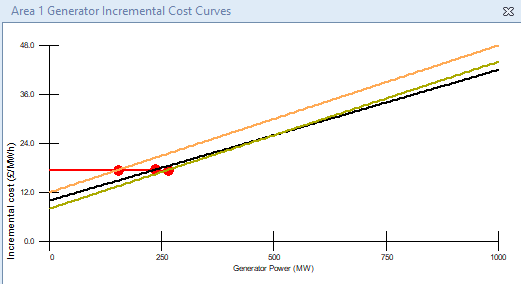 Area 1 Generator Incremental Cost Curves
48.0
36.0
24.0
12.0
0.0
Incremental cost (£/MWh)
0 250 500 750 1000
Generator Power (MW)